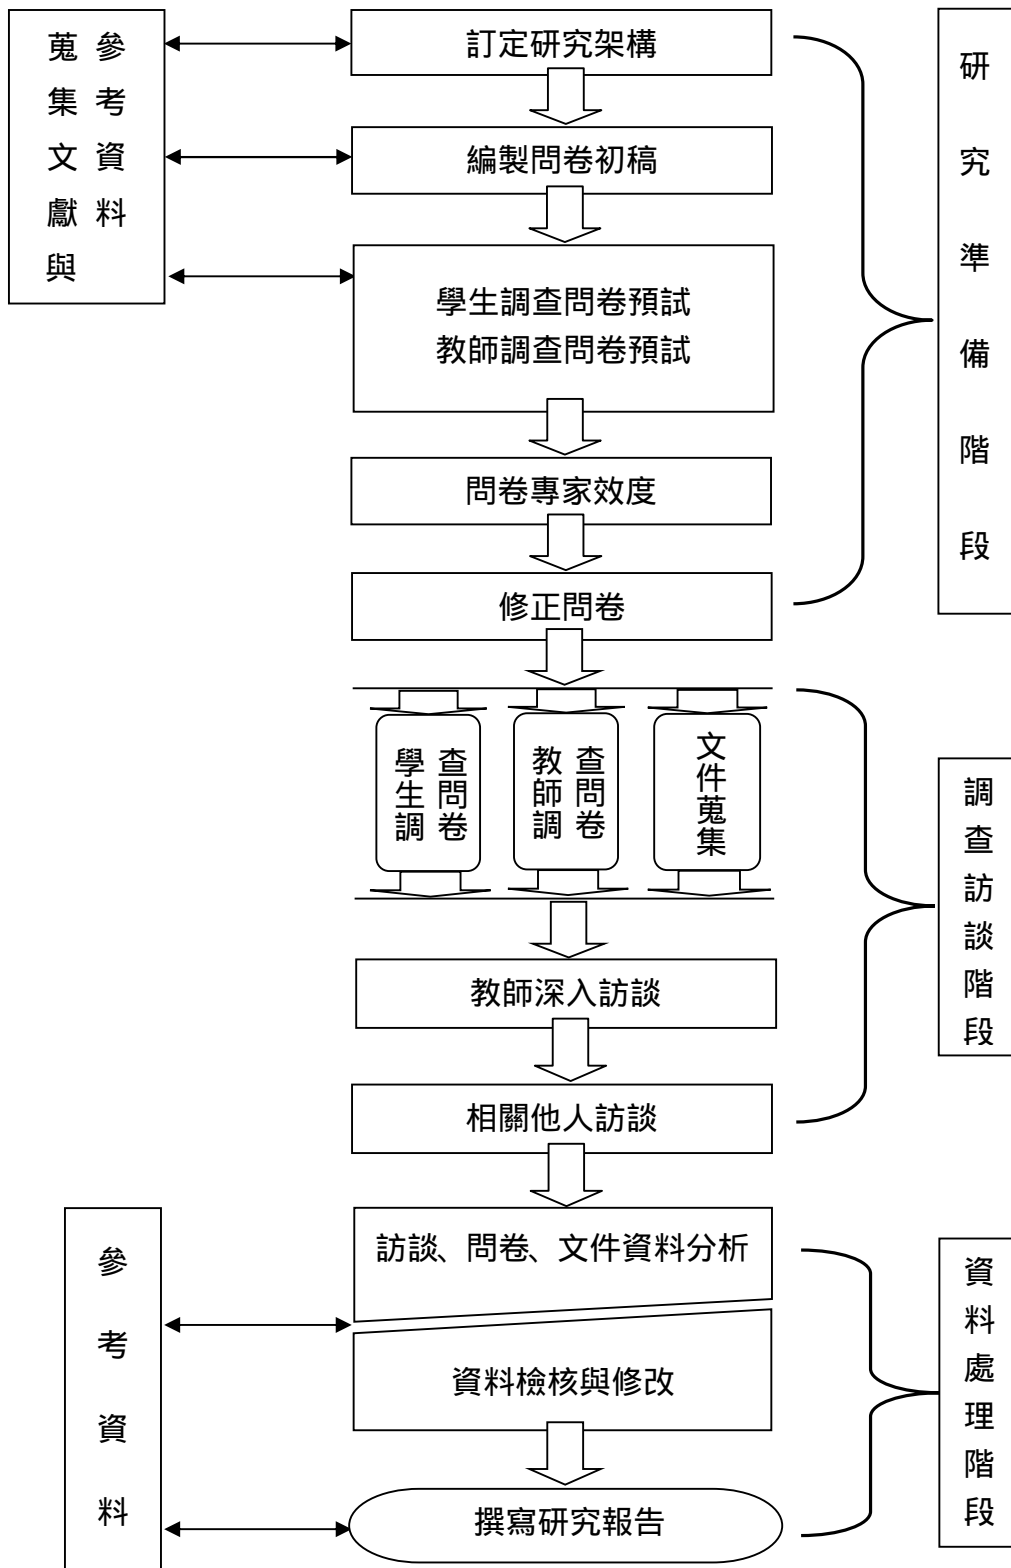 蒐集文獻與
參考資料
訂定研究架構
編製問卷初稿
學生調查問卷預試
教師調查問卷預試
問卷專家效度
修正問卷
研究準備階段
學生調
查問卷
教師調
查問卷
文件蒐集
教師深入訪談
相關他人訪談
調查訪談階段
訪談、問卷、文件資料分析
資料檢核與修改
撰寫研究報告
參考資料
資料處理階段